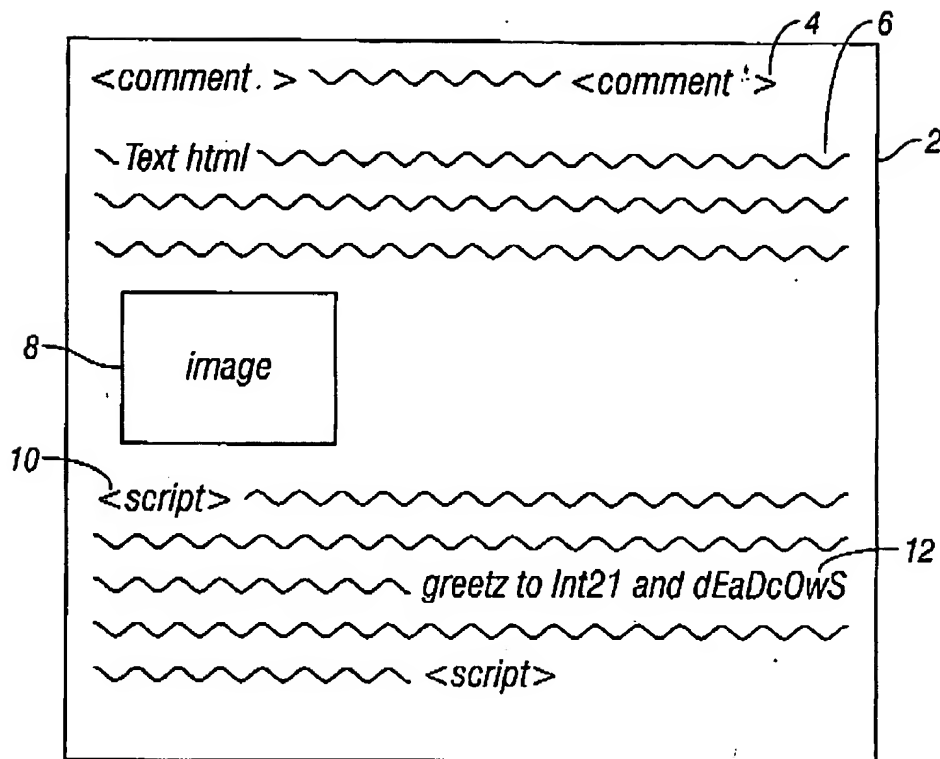 <comment > <comment > 4
6
Text html
2
8
image
10
<script>
12
greetz to Int21 and dEaDcOwS
<script>